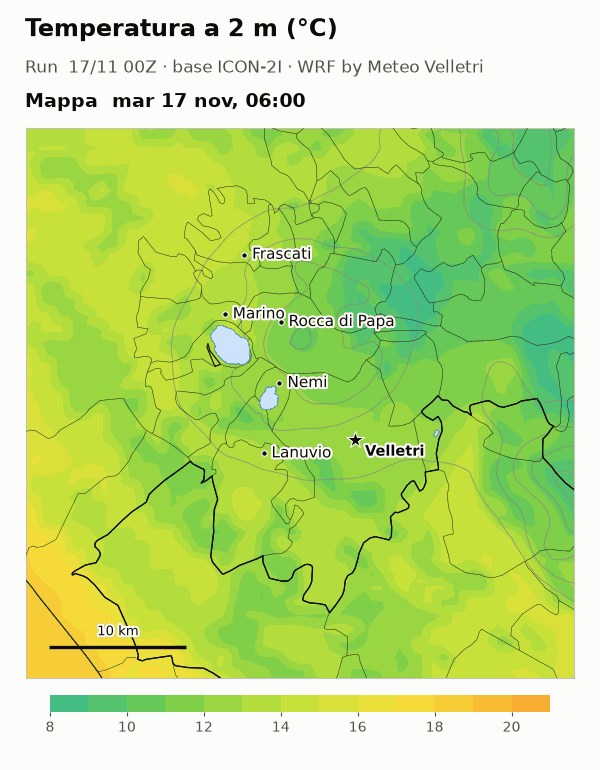 Temperatura a 2 m (°C)
Run  17/11 00Z · base ICON-2I · WRF by Meteo Velletri
Mappa  mar 17 nov, 06:00
Frascati
Marino
Rocca di Papa
Nemi
Velletri
Lanuvio
10 km
8 10 12 14 16 18 20